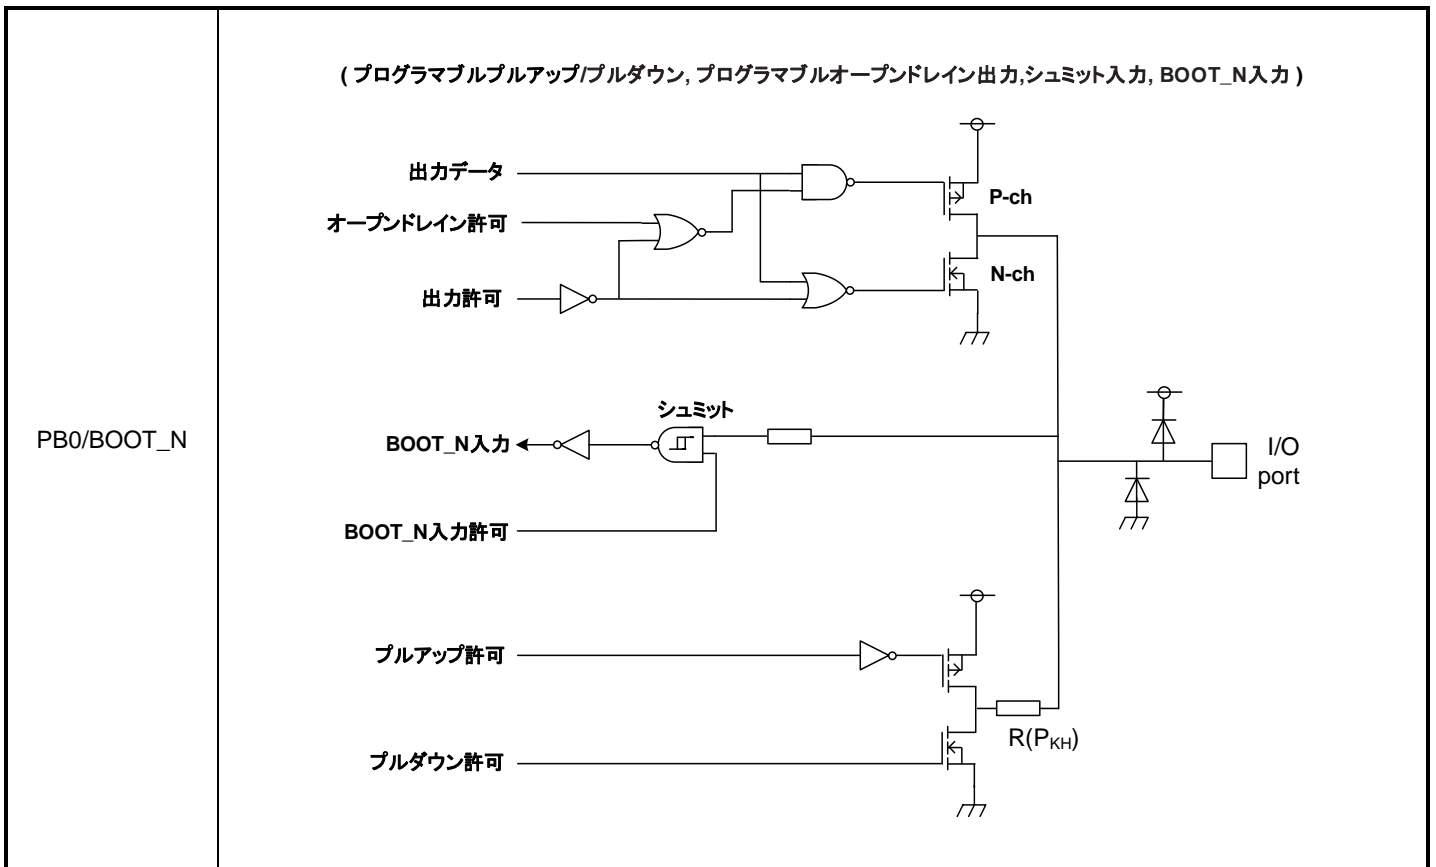 ( プログラマブルプルアップ/プルダウン, プログラマブルオープンドレイン出力,シュミット入力, BOOT_N入力 )
出力データ
P-ch
オープンドレイン許可
N-ch
出力許可
シュミット
PB0/BOOT_N
BOOT_N入力
I/O
port
BOOT_N入力許可
プルアップ許可
R(PKH)
プルダウン許可